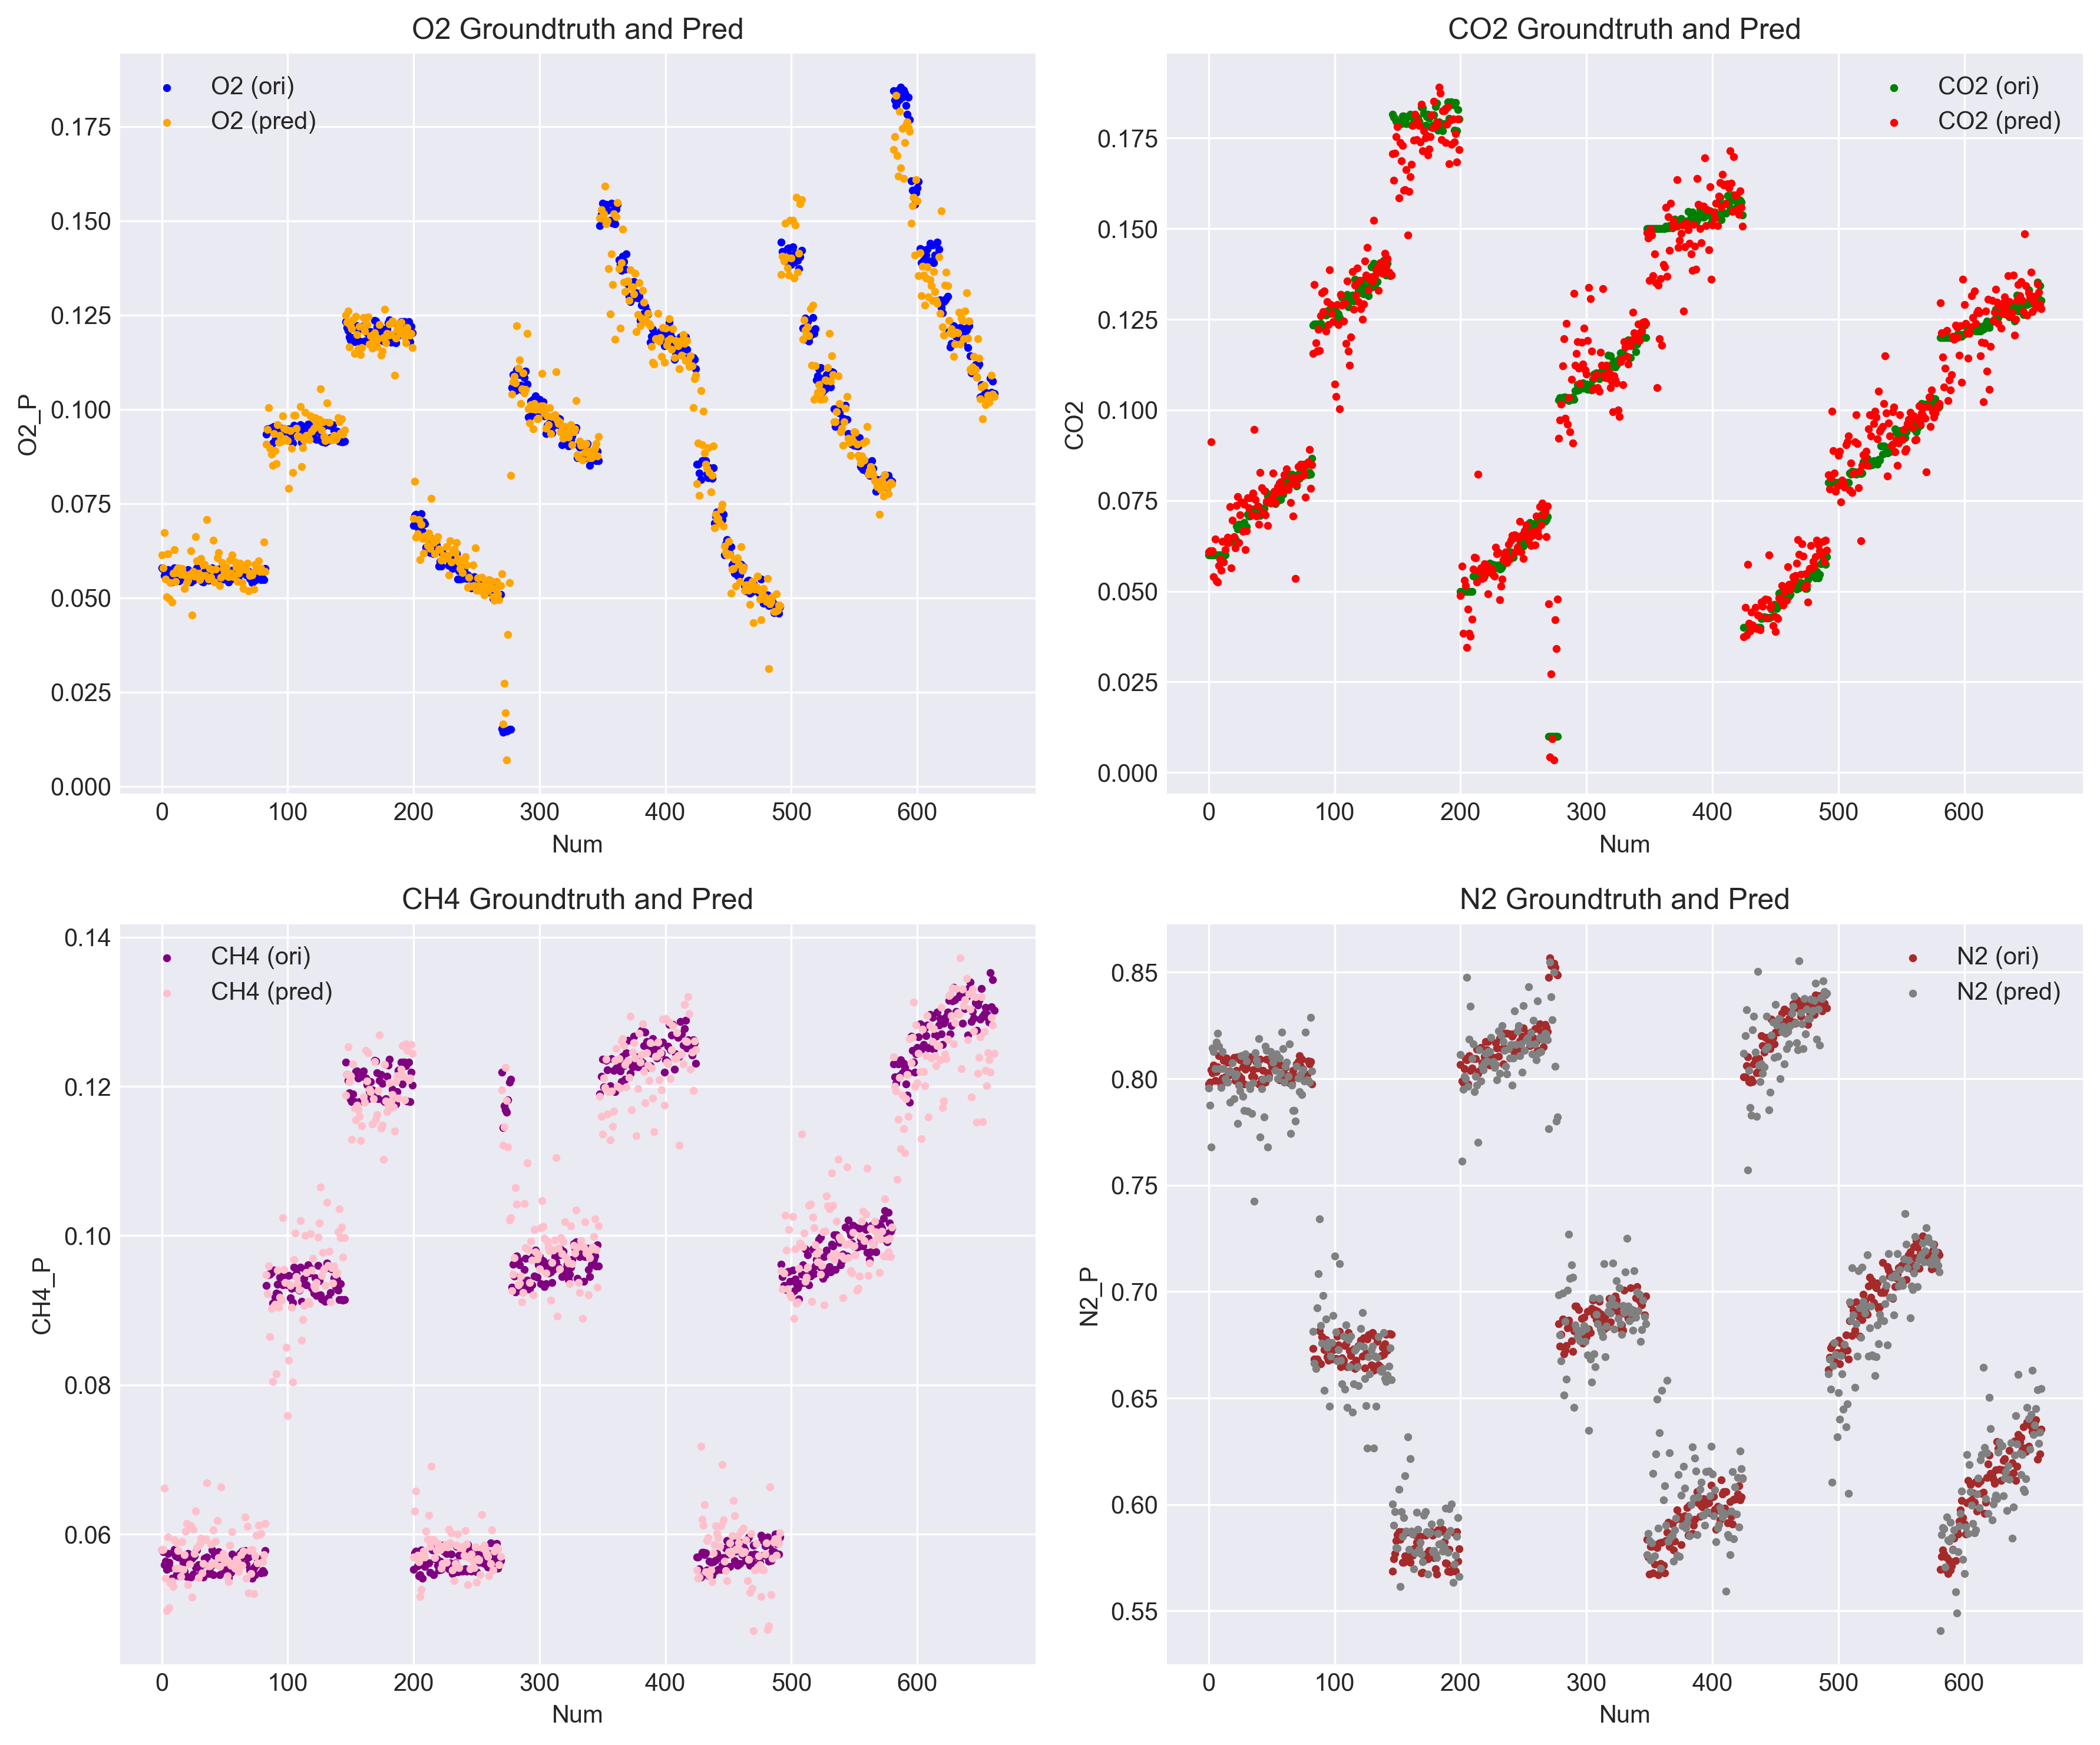 O2 Groundtruth and Pred
O2 (ori)
O2 (pred)
0.175
0.150
0.125
0.100
0.075
0.050
0.025
0.000
O2_P
0 100 200 300 400 500 600
Num
CO2 Groundtruth and Pred
CO2 (ori)
CO2 (pred)
0.175
0.150
0.125
0.100
0.075
0.050
0.025
0.000
CO2
0 100 200 300 400 500 600
Num
CH4 Groundtruth and Pred
CH4 (ori)
CH4 (pred)
0.14
0.12
0.10
0.08
0.06
CH4_P
0 100 200 300 400 500 600
Num
N2 Groundtruth and Pred
N2 (ori)
N2 (pred)
0.85
0.80
0.75
0.70
0.65
0.60
0.55
N2_P
0 100 200 300 400 500 600
Num